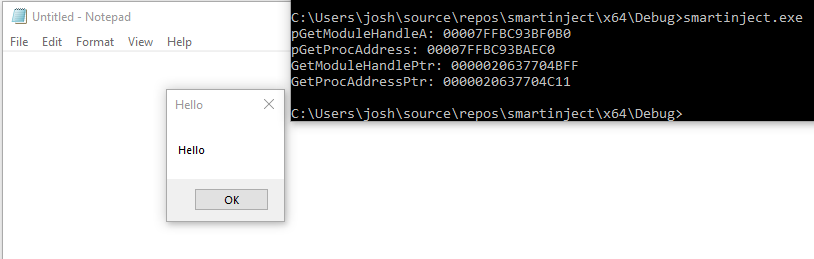 Untitled - Notepad
File Edit Format View Help
Hello
Hello
OK
C:\Users\josh\source\repos\smartinject\x64\Debug>smartinject.exe
pGetModuleHandleA: 00007FFBC93BF0B0
pGetProcAddress: 00007FFBC93BAEC0
GetModuleHandlePtr: 0000020637704BFF
GetProcAddressPtr: 0000020637704C11
C:\Users\josh\source\repos\smartinject\x64\Debug>